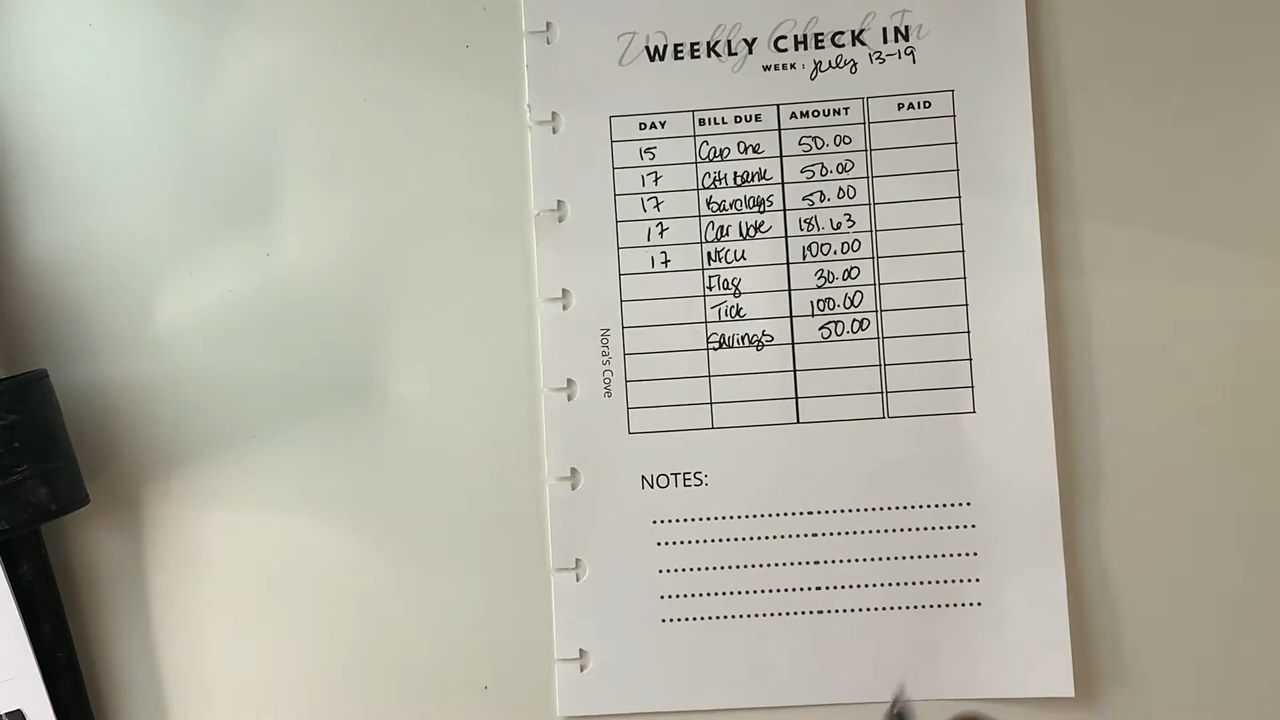 Weekly Check In
WEEKLY CHECK IN
WEEK: July 13-19
DAY BILL DUE AMOUNT PAID
15 Cap One 50.00
17 Citi Bank 50.00
17 Barclays 50.00
17 Car Note 181.63
17 NFCU 100.00
Flag 30.00
Tick 100.00
Savings 50.00
Nora's Cove
NOTES: